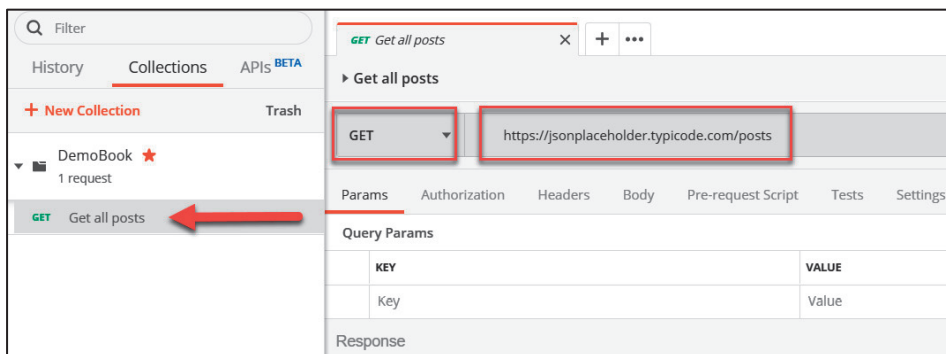 Filter
History Collections APIs BETA
+ New Collection Trash
DemoBook
1 request
GET Get all posts
GET Get all posts
Get all posts
GET https://jsonplaceholder.typicode.com/posts
Params Authorization Headers Body Pre-request Script Tests Settings
Query Params
KEY VALUE
Key Value
Response